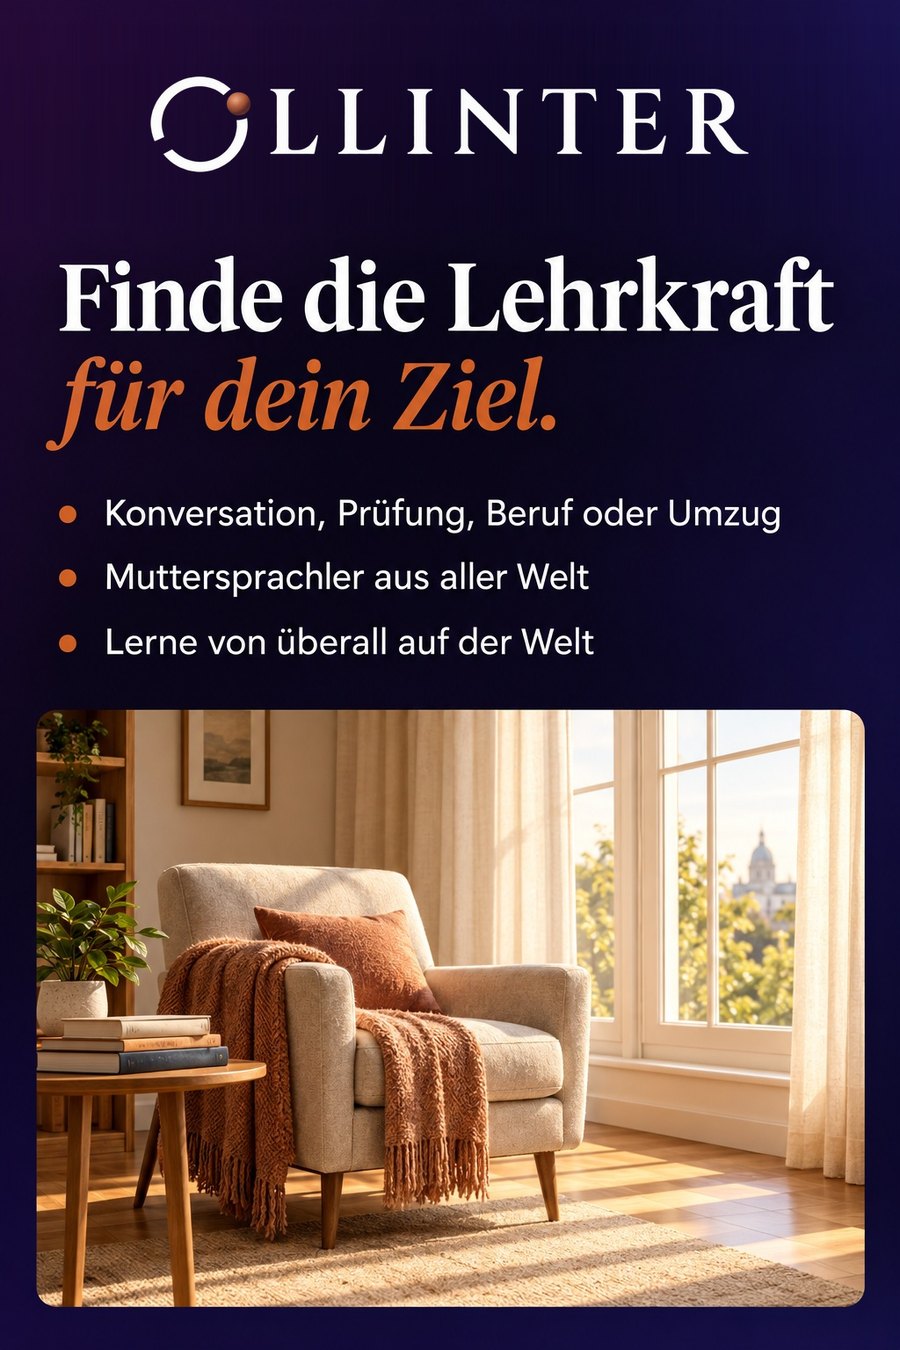 OLLINTER
Finde die Lehrkraft
für dein Ziel.
Konversation, Prüfung, Beruf oder Umzug
Muttersprachler aus aller Welt
Lerne von überall auf der Welt